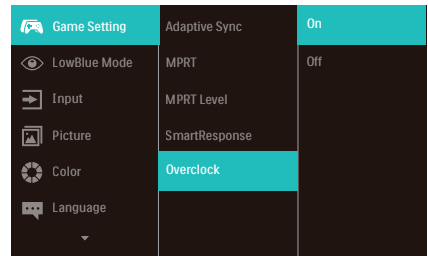 Game Setting
LowBlue Mode
Input
Picture
Color
Language
Adaptive Sync
MPRT
MPRT Level
SmartResponse
Overclock
On
Off